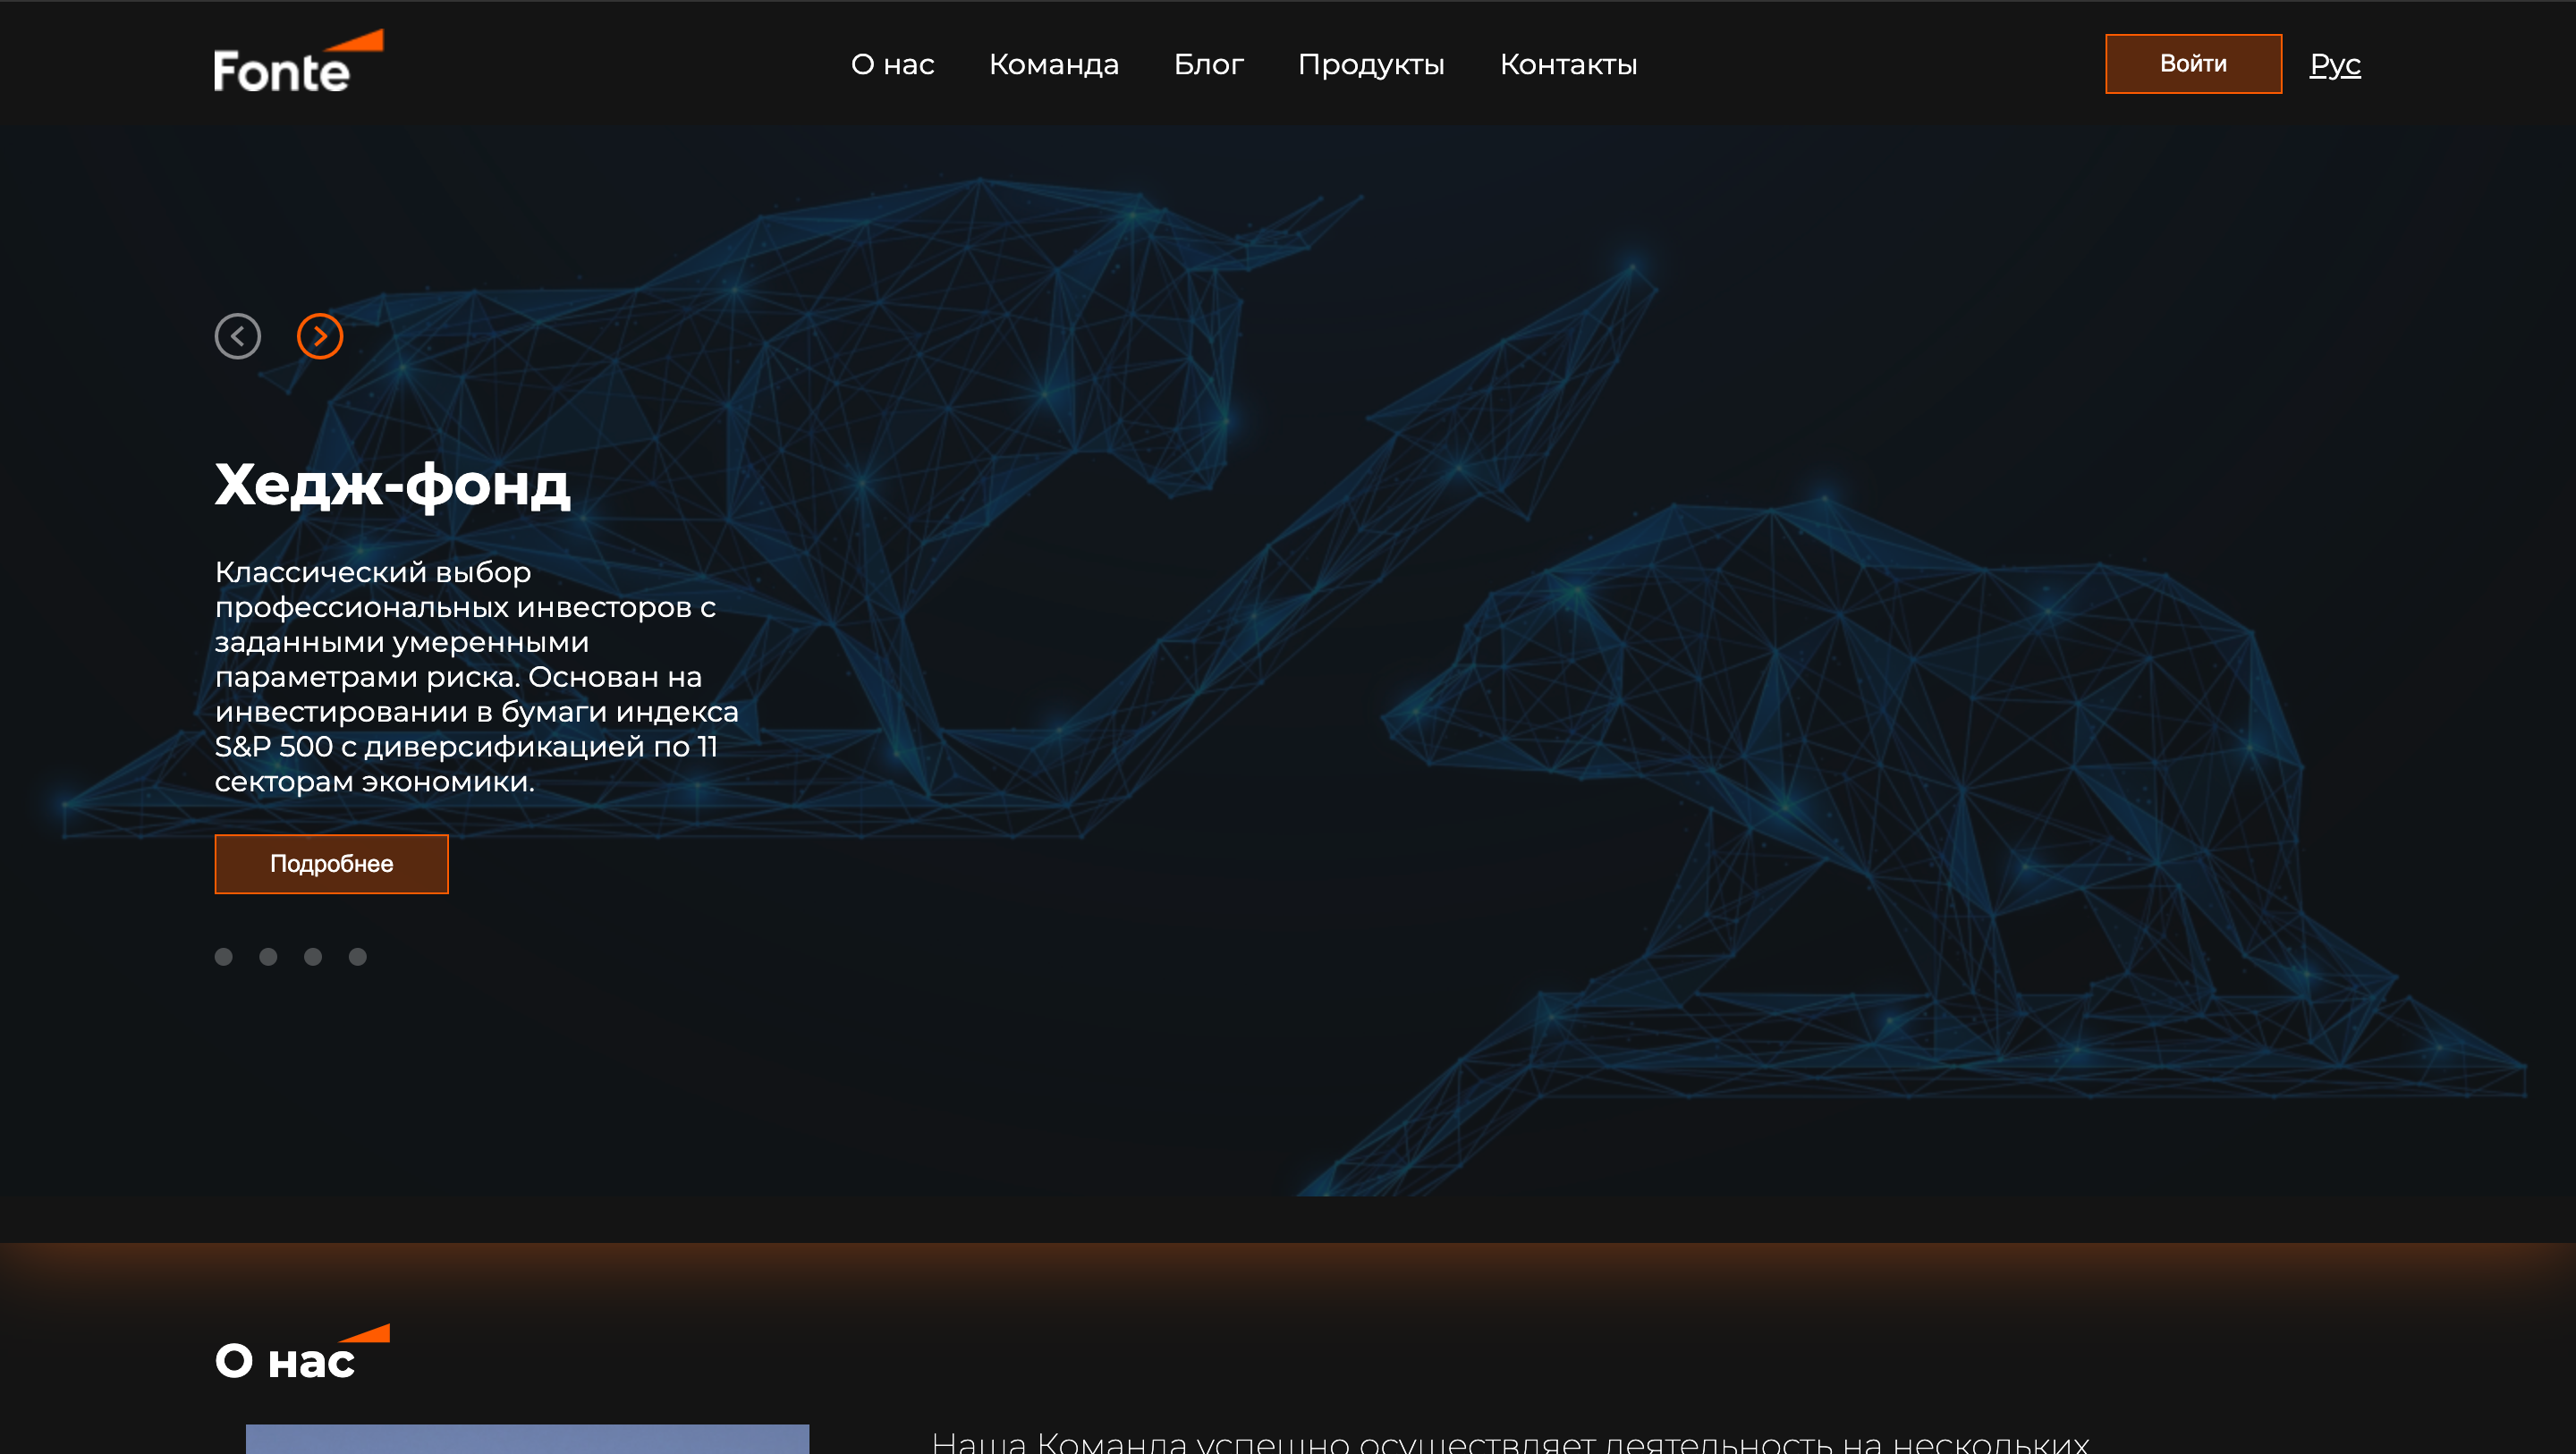 Fonte
О нас Команда Блог Продукты Контакты
Войти Рус
Хедж-фонд
Классический выбор
профессиональных инвесторов с
заданными умеренными
параметрами риска. Основан на
инвестировании в бумаги индекса
S&P 500 с диверсификацией по 11
секторам экономики.
Подробнее
О нас
Наша Команда успешно осуществляет деятельность на нескольких